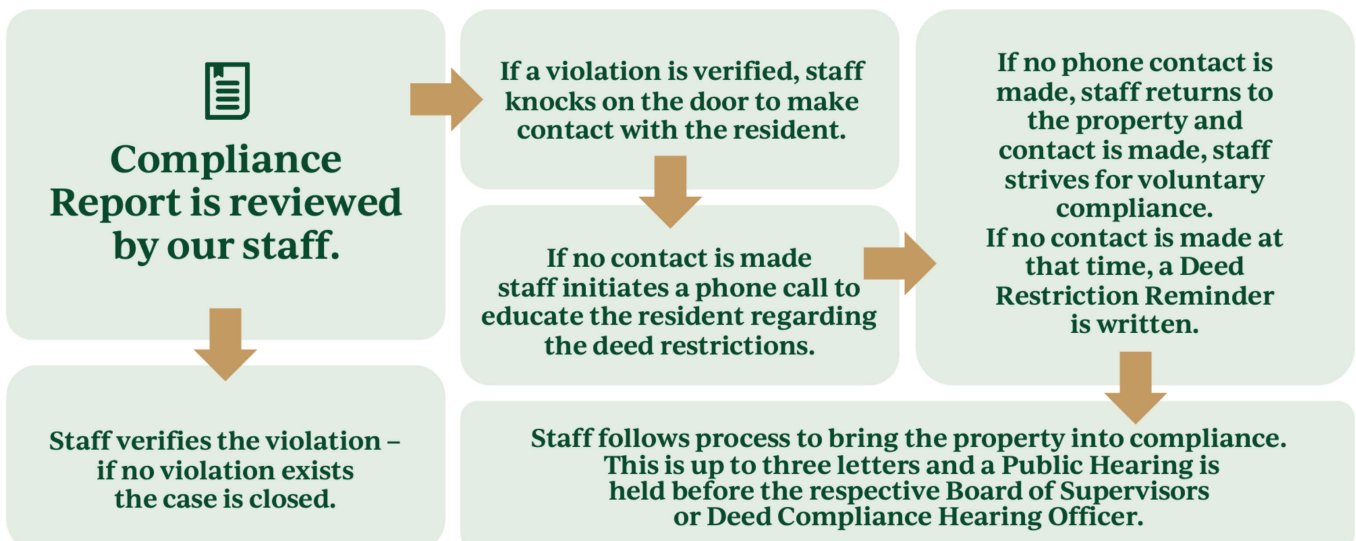 Compliance
Report is reviewed
by our staff.
Staff verifies the violation –
if no violation exists
the case is closed.
If a violation is verified, staff
knocks on the door to make
contact with the resident.
If no contact is made
staff initiates a phone call to
educate the resident regarding
the deed restrictions.
If no phone contact is
made, staff returns to
the property and
contact is made, staff
strives for voluntary
compliance.
If no contact is made at
that time, a Deed
Restriction Reminder
is written.
Staff follows process to bring the property into compliance.
This is up to three letters and a Public Hearing is
held before the respective Board of Supervisors
or Deed Compliance Hearing Officer.